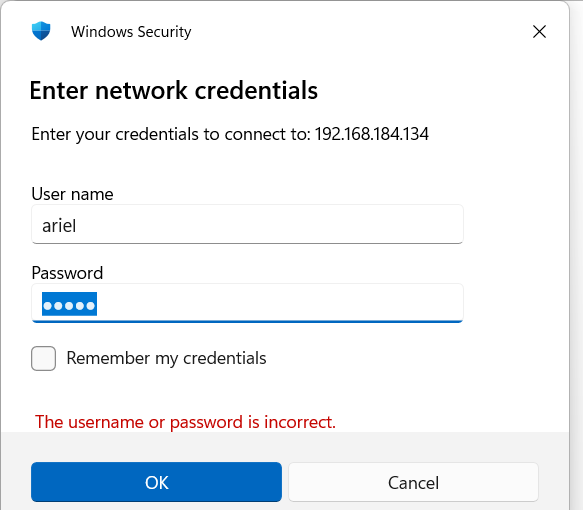 Windows Security
Enter network credentials
Enter your credentials to connect to: 192.168.184.134
User name
ariel
Password
●●●●●
Remember my credentials
The username or password is incorrect.
OK Cancel